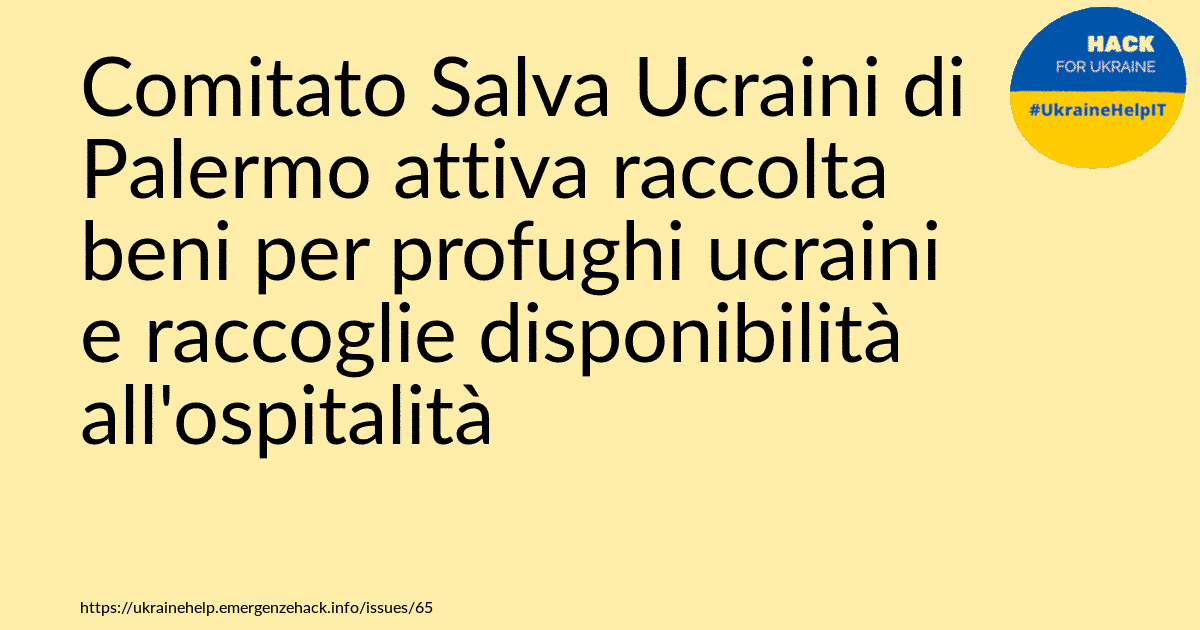 Comitato Salva Ucraini di
Palermo attiva raccolta
beni per profughi ucraini
e raccoglie disponibilità
all'ospitalità
HACK
FOR UKRAINE
#UkraineHelpIT
https://ukrainehelp.emergenzehack.info/issues/65